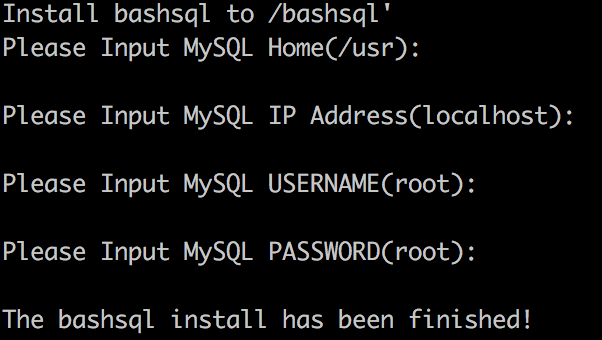 Install bashsql to /bashsql'
Please Input MySQL Home(/usr):
Please Input MySQL IP Address(localhost):
Please Input MySQL USERNAME(root):
Please Input MySQL PASSWORD(root):
The bashsql install has been finished!